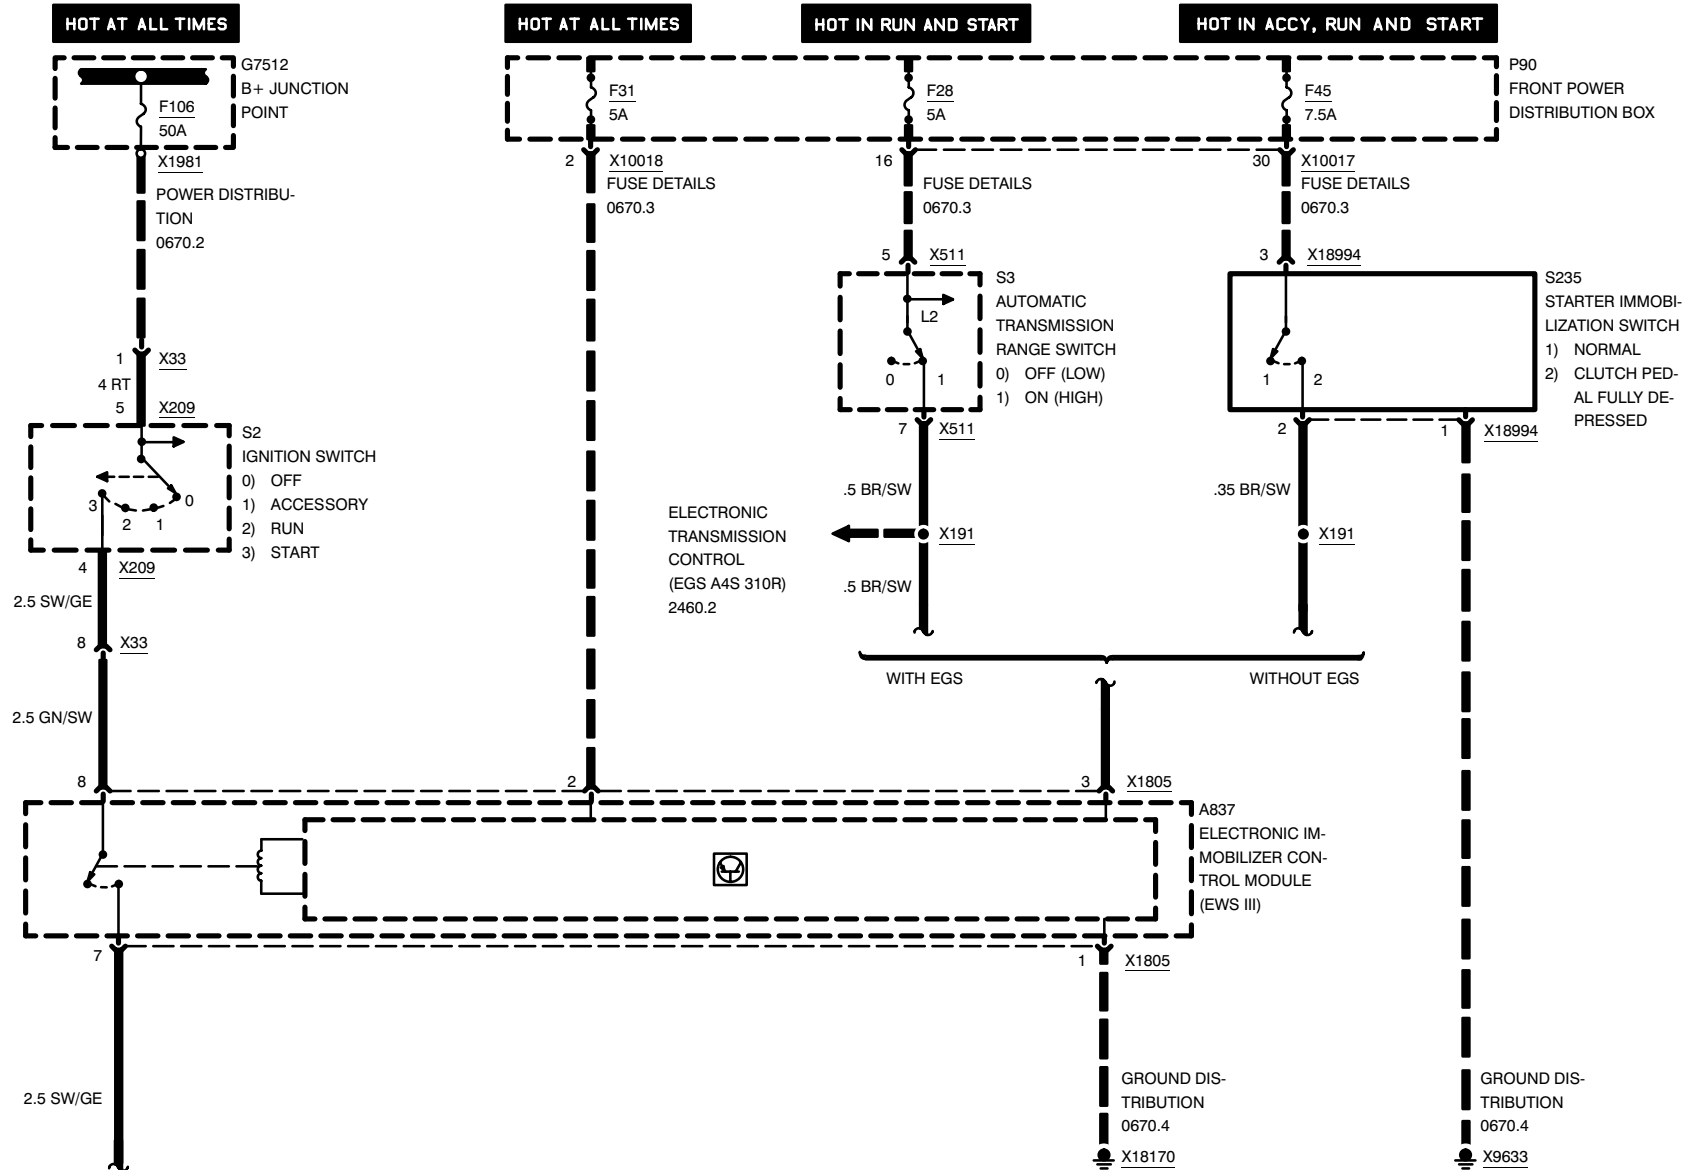 HOT AT ALL TIMES
HOT AT ALL TIMES
HOT IN RUN AND START
HOT IN ACCY, RUN AND START
G7512
B+ JUNCTION
POINT
F106
50A
X1981
POWER DISTRIBU-
TION
0670.2
F31
5A
F28
5A
F45
7.5A
P90
FRONT POWER
DISTRIBUTION BOX
2
X10018
FUSE DETAILS
0670.3
16
FUSE DETAILS
0670.3
30
X10017
FUSE DETAILS
0670.3
1
X33
4 RT
5
X209
S2
IGNITION SWITCH
0) OFF
1) ACCESSORY
2) RUN
3) START
3
2
1
0
4
X209
2.5 SW/GE
8
X33
2.5 GN/SW
5
X511
S3
AUTOMATIC
TRANSMISSION
RANGE SWITCH
0) OFF (LOW)
1) ON (HIGH)
L2
0
1
7
X511
.5 BR/SW
ELECTRONIC
TRANSMISSION
CONTROL
(EGS A4S 310R)
2460.2
X191
.5 BR/SW
3
X18994
S235
STARTER IMMOBI-
LIZATION SWITCH
1) NORMAL
2) CLUTCH PED-
AL FULLY DE-
PRESSED
1
2
2
1
X18994
.35 BR/SW
X191
WITH EGS
WITHOUT EGS
8
2
3
X1805
A837
ELECTRONIC IM-
MOBILIZER CON-
TROL MODULE
(EWS III)
7
1
X1805
2.5 SW/GE
GROUND DIS-
TRIBUTION
0670.4
X18170
GROUND DIS-
TRIBUTION
0670.4
X9633